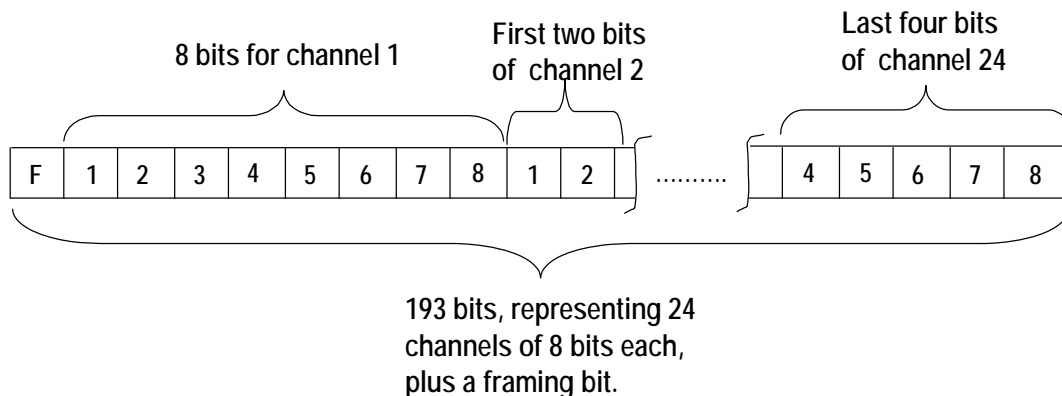 8 bits for channel 1
First two bits
of channel 2
Last four bits
of channel 24
F 1 2 3 4 5 6 7 8 1 2 .......... 4 5 6 7 8
193 bits, representing 24
channels of 8 bits each,
plus a framing bit.